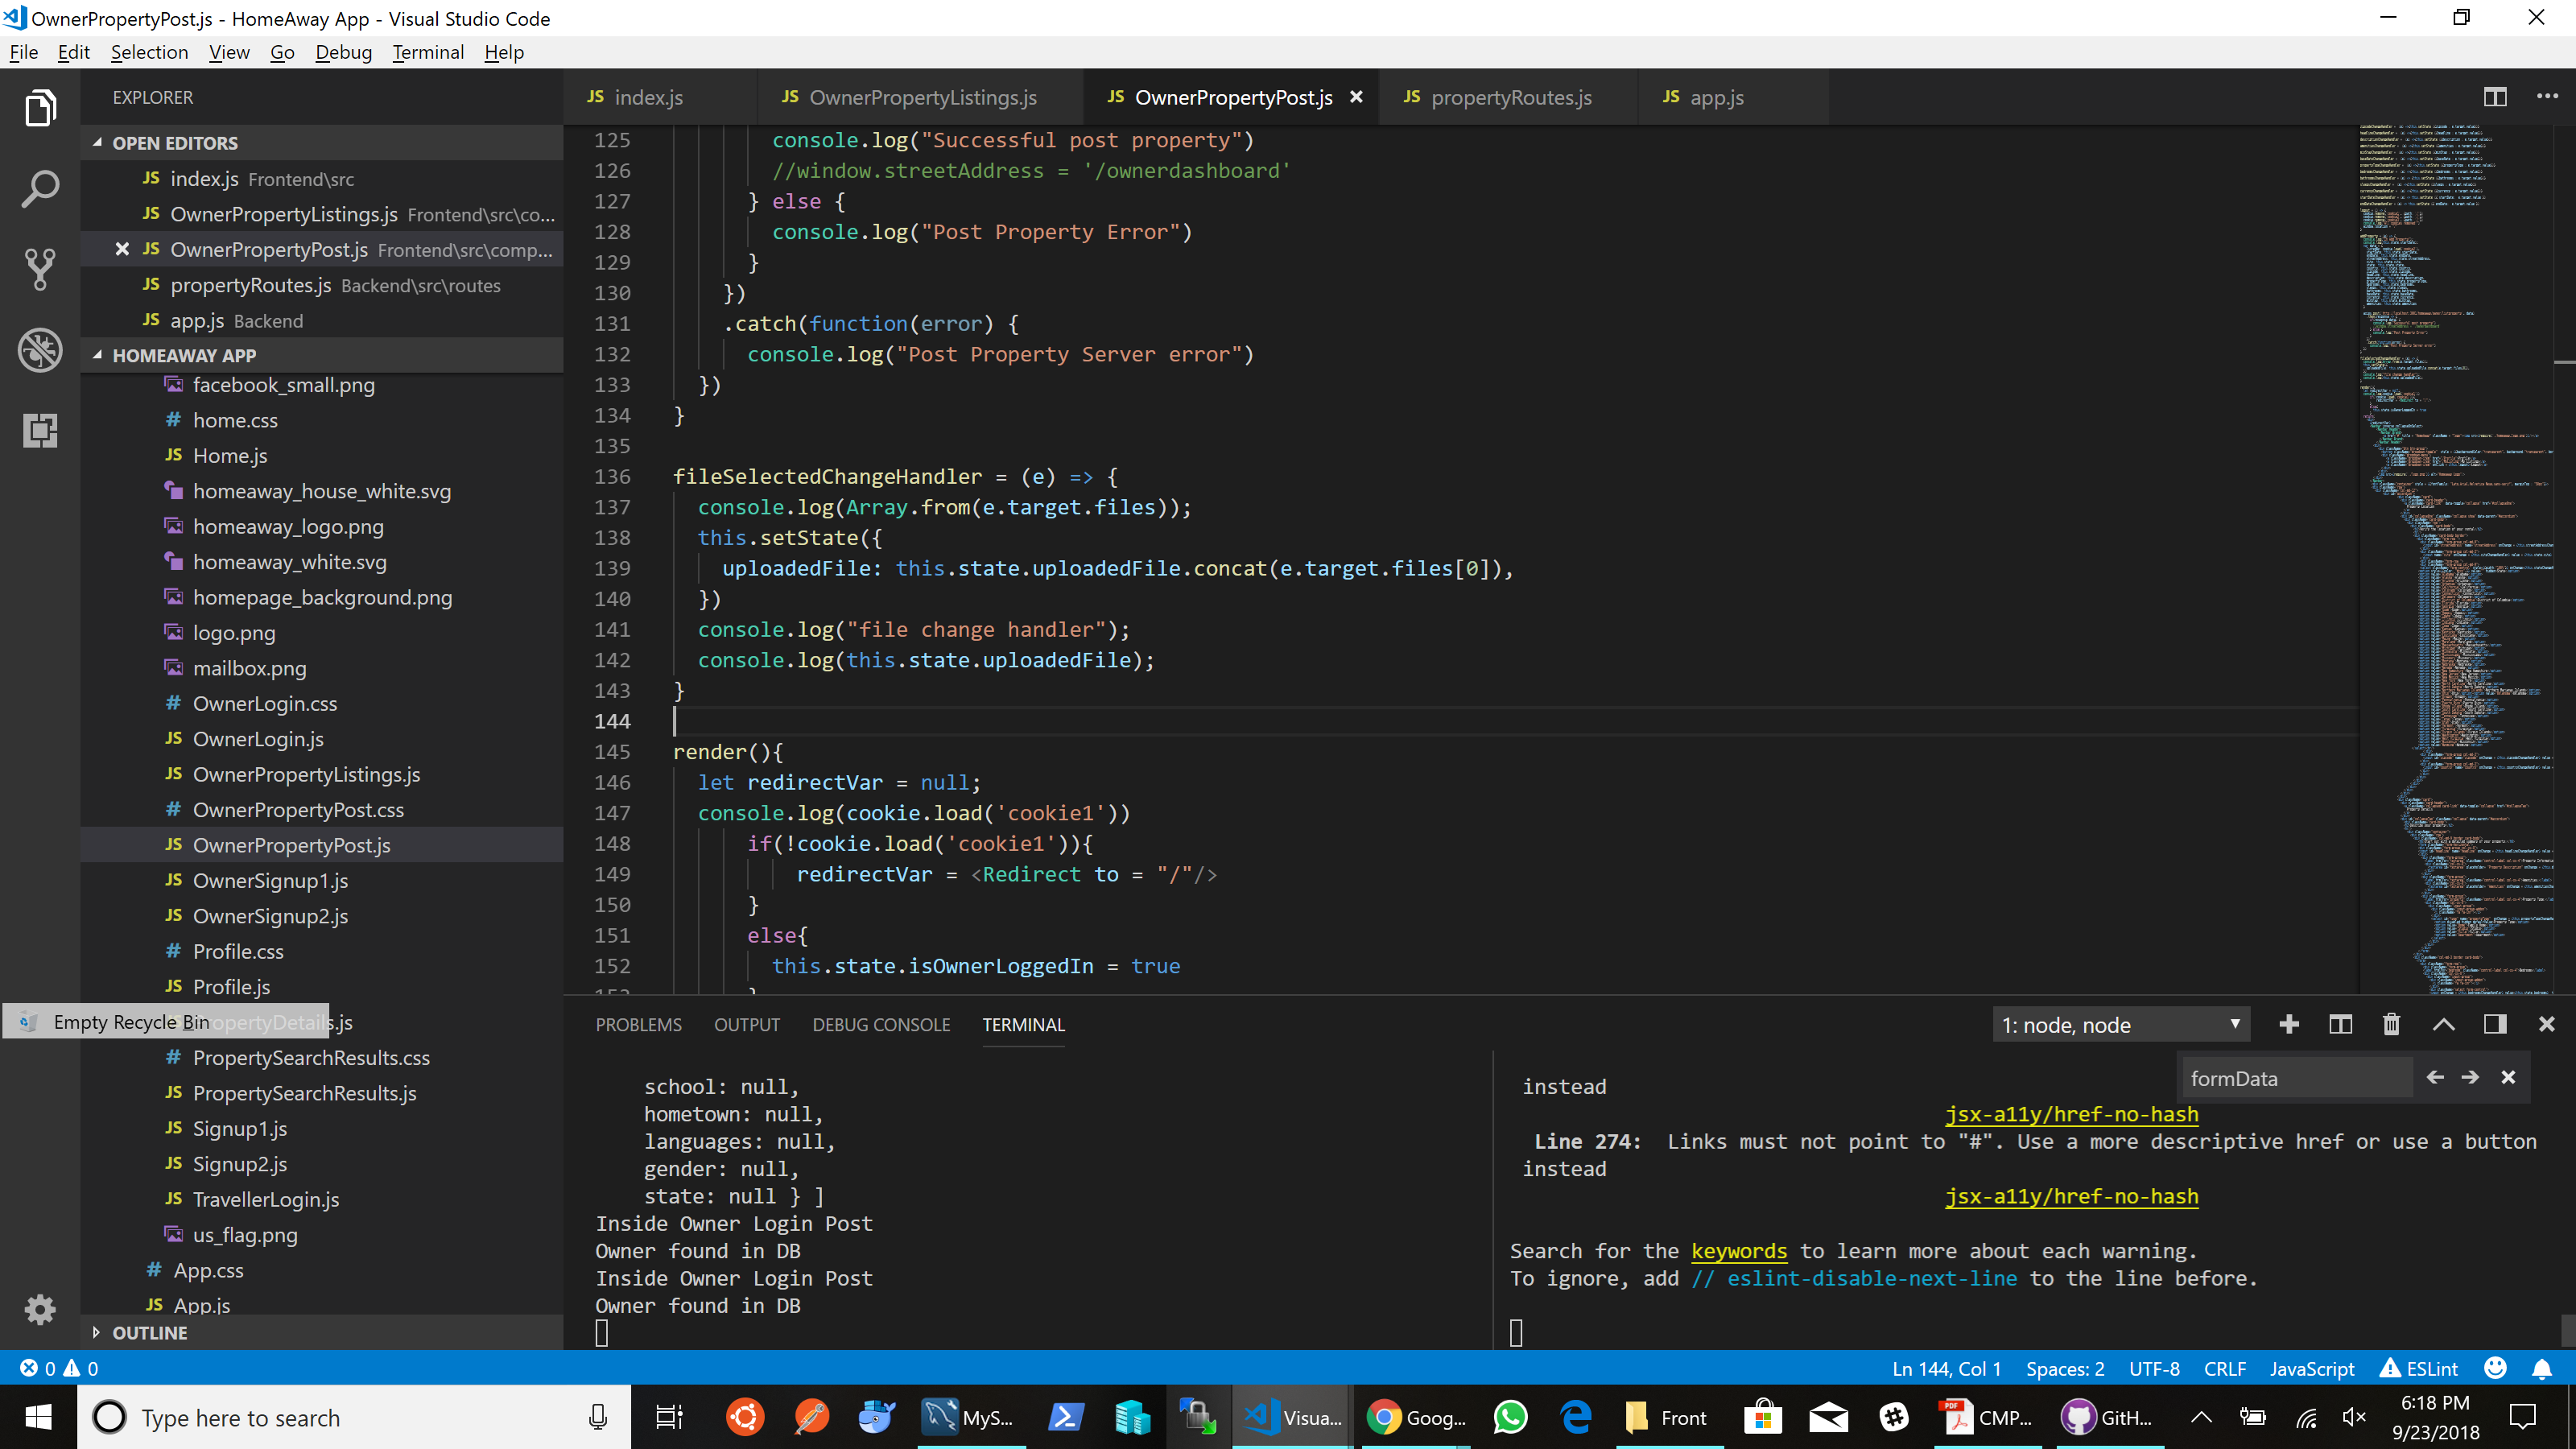 OwnerPropertyPost.js - HomeAway App - Visual Studio Code
File Edit Selection View Go Debug Terminal Help
EXPLORER
OPEN EDITORS
JS index.js Frontend\src
JS OwnerPropertyListings.js Frontend\src\co...
JS OwnerPropertyPost.js Frontend\src\comp...
JS propertyRoutes.js Backend\src\routes
JS app.js Backend
HOMEAWAY APP
facebook_small.png
# home.css
JS Home.js
homeaway_house_white.svg
homeaway_logo.png
homeaway_white.svg
homepage_background.png
logo.png
mailbox.png
# OwnerLogin.css
JS OwnerLogin.js
JS OwnerPropertyListings.js
# OwnerPropertyPost.css
JS OwnerPropertyPost.js
JS OwnerSignup1.js
JS OwnerSignup2.js
# Profile.css
JS Profile.js
JS PropertyDetails.js
Empty Recycle Bin
# PropertySearchResults.css
JS PropertySearchResults.js
JS Signup1.js
JS Signup2.js
JS TravellerLogin.js
us_flag.png
# App.css
JS App.js
OUTLINE
JS index.js JS OwnerPropertyListings.js JS OwnerPropertyPost.js JS propertyRoutes.js JS app.js
125 console.log("Successful post property")
126 //window.streetAddress = '/ownerdashboard'
127 } else {
128 console.log("Post Property Error")
129 }
130 })
131 .catch(function(error) {
132 console.log("Post Property Server error")
133 })
134 }
135
136 fileSelectedChangeHandler = (e) => {
137 console.log(Array.from(e.target.files));
138 this.setState({
139 uploadedFile: this.state.uploadedFile.concat(e.target.files[0]),
140 })
141 console.log("file change handler");
142 console.log(this.state.uploadedFile);
143 }
144
145 render(){
146 let redirectVar = null;
147 console.log(cookie.load('cookie1'))
148 if(!cookie.load('cookie1')){
149 redirectVar = <Redirect to = "/"/>
150 }
151 else{
152 this.state.isOwnerLoggedIn = true
153 }
PROBLEMS OUTPUT DEBUG CONSOLE TERMINAL
1: node, node
formData
school: null,
hometown: null,
languages: null,
gender: null,
state: null } ]
Inside Owner Login Post
Owner found in DB
Inside Owner Login Post
Owner found in DB
instead
jsx-a11y/href-no-hash
Line 274: Links must not point to "#". Use a more descriptive href or use a button
instead
jsx-a11y/href-no-hash
Search for the keywords to learn more about each warning.
To ignore, add // eslint-disable-next-line to the line before.
0 0
Ln 144, Col 1 Spaces: 2 UTF-8 CRLF JavaScript ESLint
Type here to search
MyS... Visua... Goog... Front CMP... GitH...
6:18 PM
9/23/2018